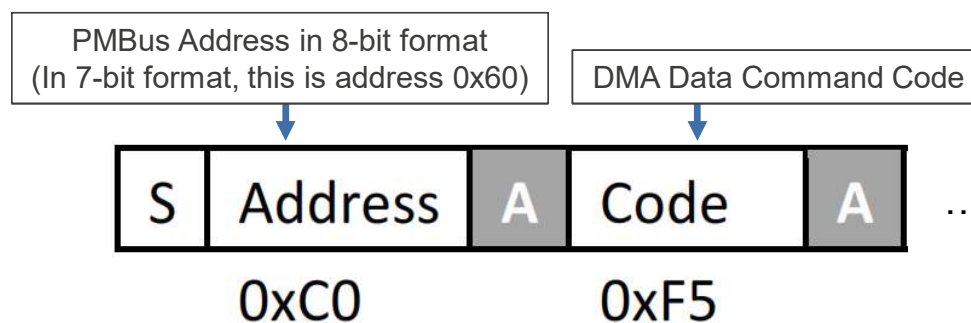 PMBus Address in 8-bit format
(In 7-bit format, this is address 0x60)
DMA Data Command Code
S Address A Code A ..
0xC0 0xF5